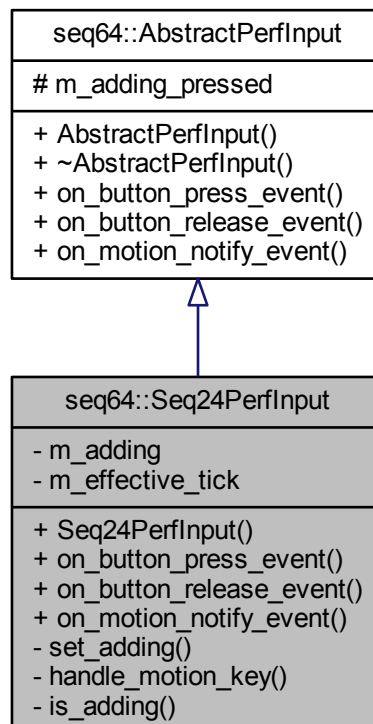 seq64::AbstractPerfInput
# m_adding_pressed
+ AbstractPerfInput()
+ ~AbstractPerfInput()
+ on_button_press_event()
+ on_button_release_event()
+ on_motion_notify_event()
seq64::Seq24PerfInput
- m_adding
- m_effective_tick
+ Seq24PerfInput()
+ on_button_press_event()
+ on_button_release_event()
+ on_motion_notify_event()
- set_adding()
- handle_motion_key()
- is_adding()